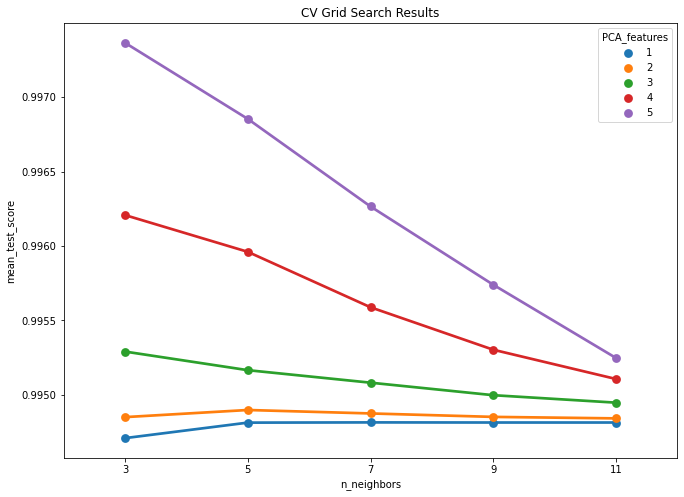 CV Grid Search Results
PCA_features
1
2
3
4
5
mean_test_score
0.9970
0.9965
0.9960
0.9955
0.9950
3 5 7 9 11
n_neighbors